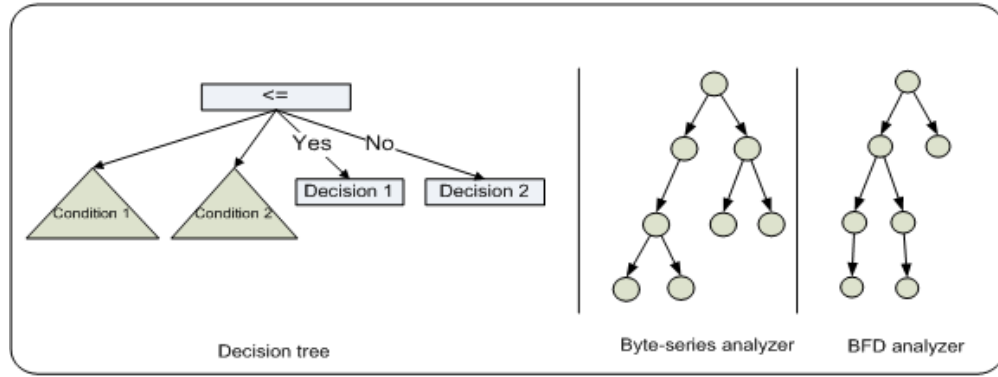 <=
Yes
No
Condition 1
Condition 2
Decision 1
Decision 2
Decision tree
Byte-series analyzer
BFD analyzer